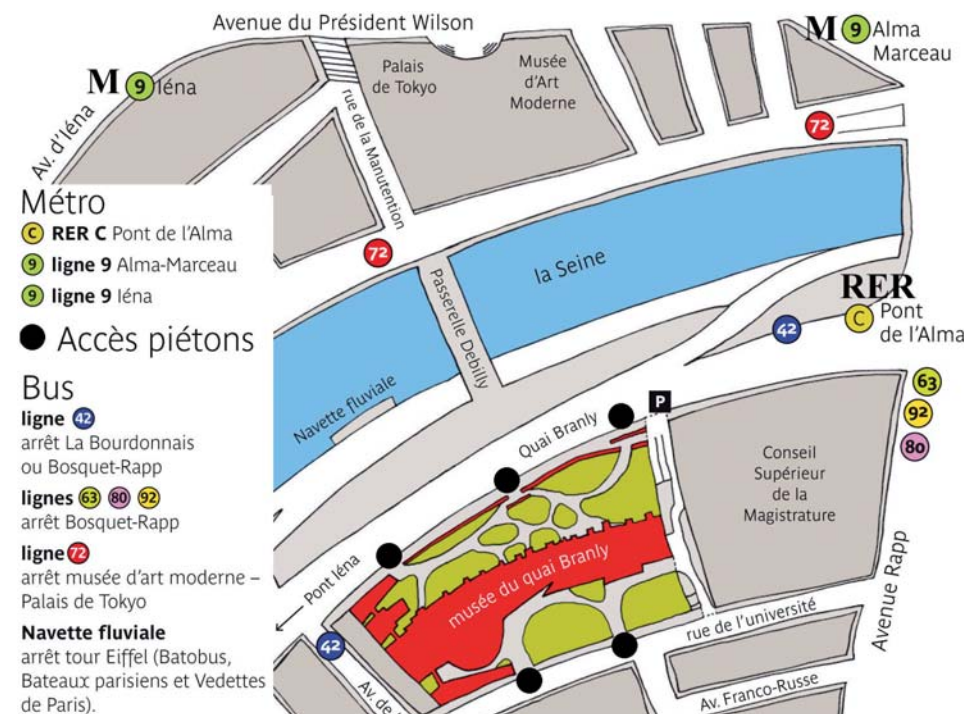 Avenue du Président Wilson
M 9 Alma
Marceau
M 9 Iéna
Palais
de Tokyo
Musée
d'Art
Moderne
72
Av. d'Iéna
rue de la Manutention
Métro
C RER C Pont de l'Alma
9 ligne 9 Alma-Marceau
9 ligne 9 Iéna
Accès piétons
Bus
ligne 42
arrêt La Bourdonnais
ou Bosquet-Rapp
lignes 63 80 92
arrêt Bosquet-Rapp
ligne 72
arrêt musée d'art moderne –
Palais de Tokyo
Navette fluviale
arrêt tour Eiffel (Batobus,
Bateaux parisiens et Vedettes
de Paris).
72
la Seine
Passerelle Debilly
RER
C Pont
de l'Alma
42
Navette fluviale
63
92
80
P
Quai Branly
Conseil
Supérieur
de la
Magistrature
Pont Iéna
musée du quai Branly
Avenue Rapp
rue de l'université
42
Av. de
Av. Franco-Russe